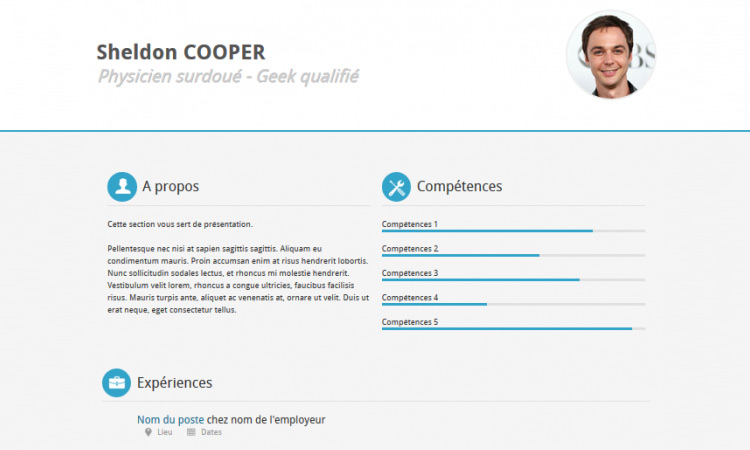 Sheldon COOPER
Physicien surdoué - Geek qualifié
A propos
Cette section vous sert de présentation.
Pellentesque nec nisi at sapien sagittis sagittis. Aliquam eu
condimentum mauris. Proin accumsan enim at risus hendrerit lobortis.
Nunc sollicitudin sodales lectus, et rhoncus mi molestie hendrerit.
Vestibulum velit lorem, rhoncus a congue ultricies, faucibus facilisis
risus. Mauris turpis ante, aliquet ac venenatis at, ornare ut velit. Duis ut
erat neque, eget consectetur tellus.
Compétences
Compétences 1
Compétences 2
Compétences 3
Compétences 4
Compétences 5
Expériences
Nom du poste chez nom de l'employeur
Lieu Dates